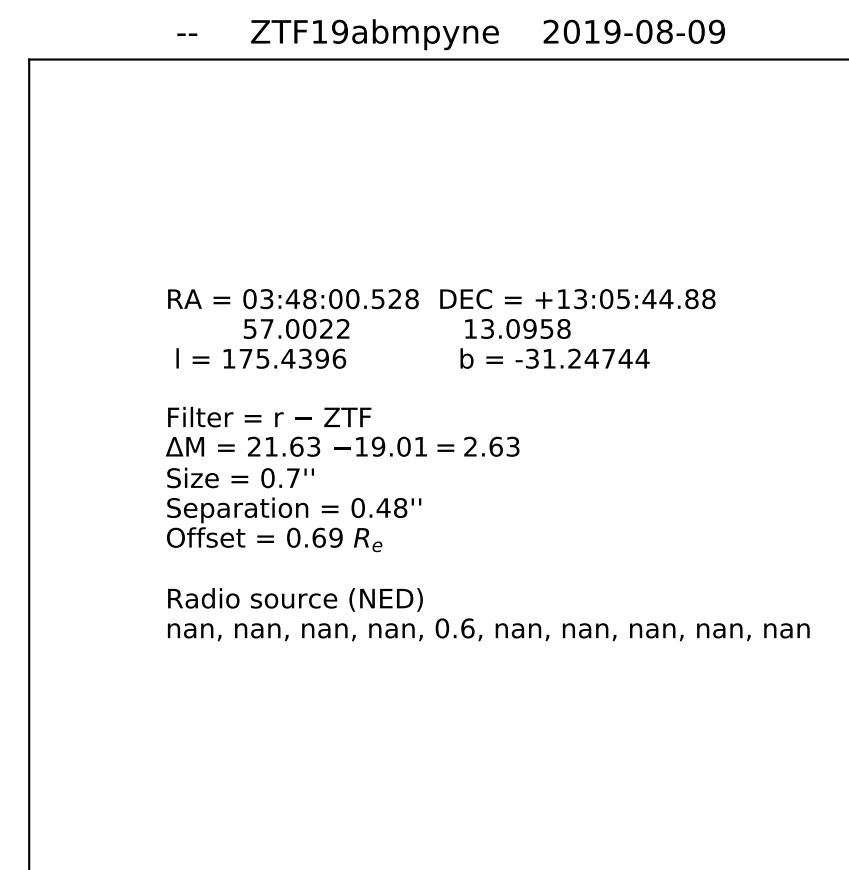 -- ZTF19abmpyne 2019-08-09
RA = 03:48:00.528 DEC = +13:05:44.88
57.0022 13.0958
l = 175.4396 b = -31.24744
Filter = r − ZTF
ΔM = 21.63 −19.01 = 2.63
Size = 0.7''
Separation = 0.48''
Offset = 0.69 Re
Radio source (NED)
nan, nan, nan, nan, 0.6, nan, nan, nan, nan, nan